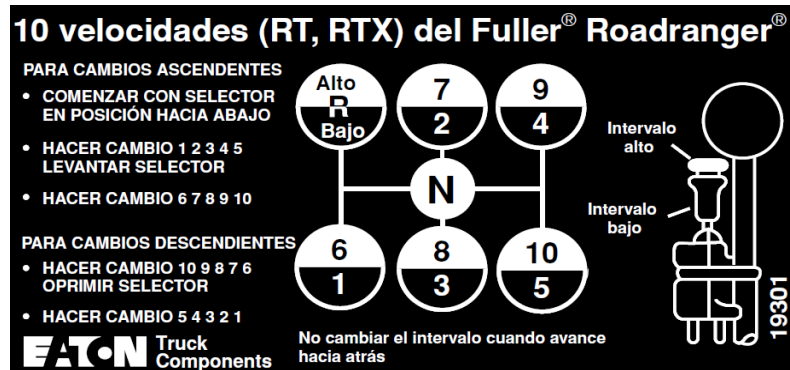 10 velocidades (RT, RTX) del Fuller® Roadranger®
PARA CAMBIOS ASCENDENTES
• COMENZAR CON SELECTOR
EN POSICIÓN HACIA ABAJO
• HACER CAMBIO 1 2 3 4 5
LEVANTAR SELECTOR
• HACER CAMBIO 6 7 8 9 10
PARA CAMBIOS DESCENDIENTES
• HACER CAMBIO 10 9 8 7 6
OPRIMIR SELECTOR
• HACER CAMBIO 5 4 3 2 1
EATON Truck
Components
Alto
R
Bajo
7
2
9
4
N
6
1
8
3
10
5
No cambiar el intervalo cuando avance
hacia atrás
Intervalo
alto
Intervalo
bajo
19301